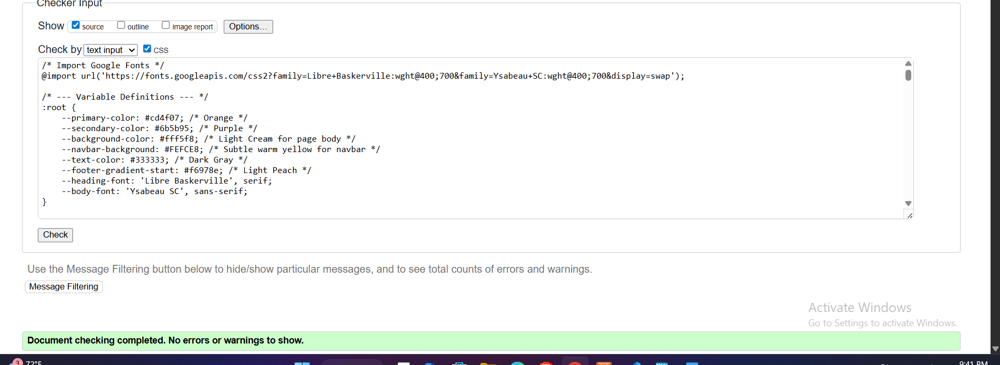 Checker Input
Show source outline image report Options...
Check by text input CSS
/* Import Google Fonts */
@import url('https://fonts.googleapis.com/css2?family=Libre+Baskerville:wght@400;700&family=Ysabeau+SC:wght@400;700&display=swap');
/* --- Variable Definitions --- */
:root {
    --primary-color: #cd4f07; /* Orange */
    --secondary-color: #6b5b95; /* Purple */
    --background-color: #fff5f8; /* Light Cream for page body */
    --navbar-background: #FEFCE8; /* Subtle warm yellow for navbar */
    --text-color: #333333; /* Dark Gray */
    --footer-gradient-start: #f6978e; /* Light Peach */
    --heading-font: 'Libre Baskerville', serif;
    --body-font: 'Ysabeau SC', sans-serif;
}
Check
Use the Message Filtering button below to hide/show particular messages, and to see total counts of errors and warnings.
Message Filtering
Activate Windows
Go to Settings to activate Windows.
Document checking completed. No errors or warnings to show.
3 72°F
9:41 PM